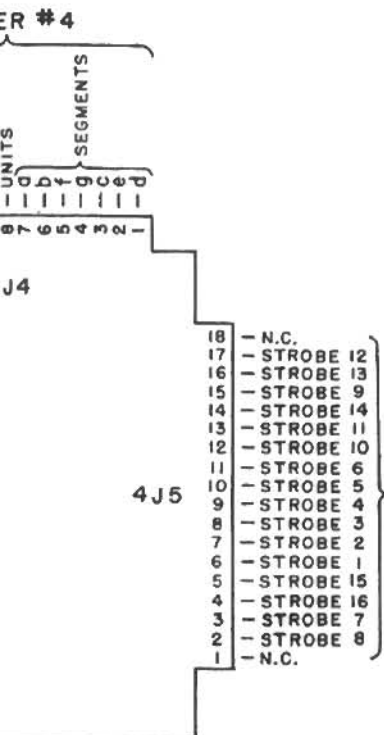 ER #4
SEGMENTS
8 - UNITS
7 - a
6 - b
5 - f
4 - g
3 - c
2 - e
1 - d
J4
4J5
18 - N.C.
17 - STROBE 12
16 - STROBE 13
15 - STROBE 9
14 - STROBE 14
13 - STROBE 11
12 - STROBE 10
11 - STROBE 6
10 - STROBE 5
9 - STROBE 4
8 - STROBE 3
7 - STROBE 2
6 - STROBE 1
5 - STROBE 15
4 - STROBE 16
3 - STROBE 7
2 - STROBE 8
1 - N.C.